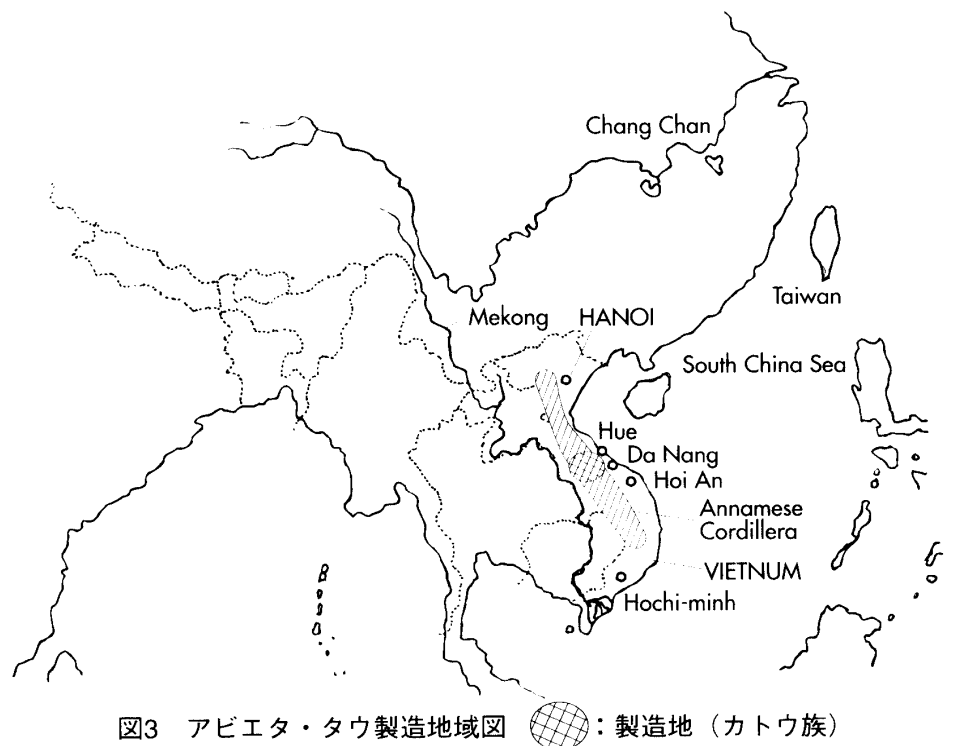 Chang Chan
Taiwan
Mekong
HANOI
South China Sea
Hue
Da Nang
Hoi An
Annamese
Cordillera
VIETNUM
Hochi-minh
図3 アビエタ・タウ製造地域図 :製造地(カトウ族)